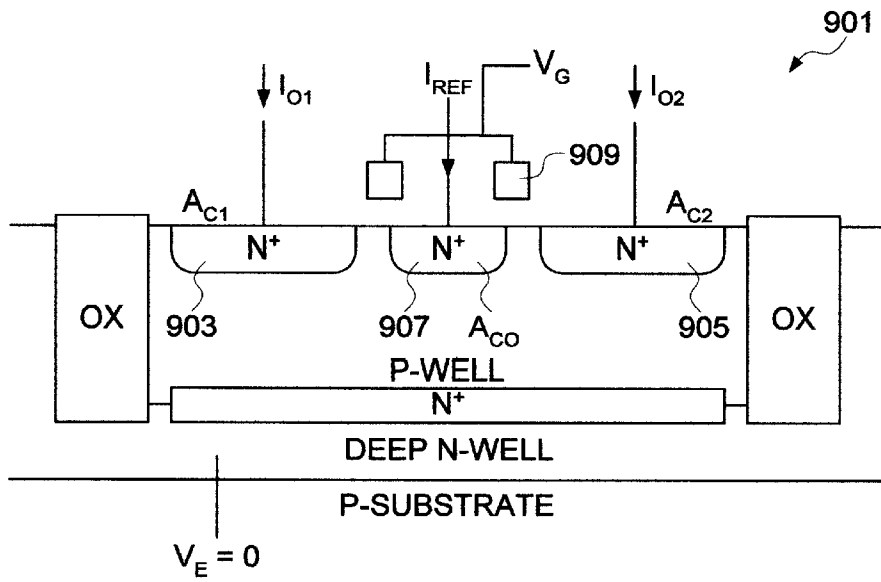 901
I_O1
I_REF
V_G
I_O2
909
A_C1
A_C2
N⁺
N⁺
N⁺
OX
903
907
A_CO
905
OX
P-WELL
N⁺
DEEP N-WELL
P-SUBSTRATE
V_E = 0